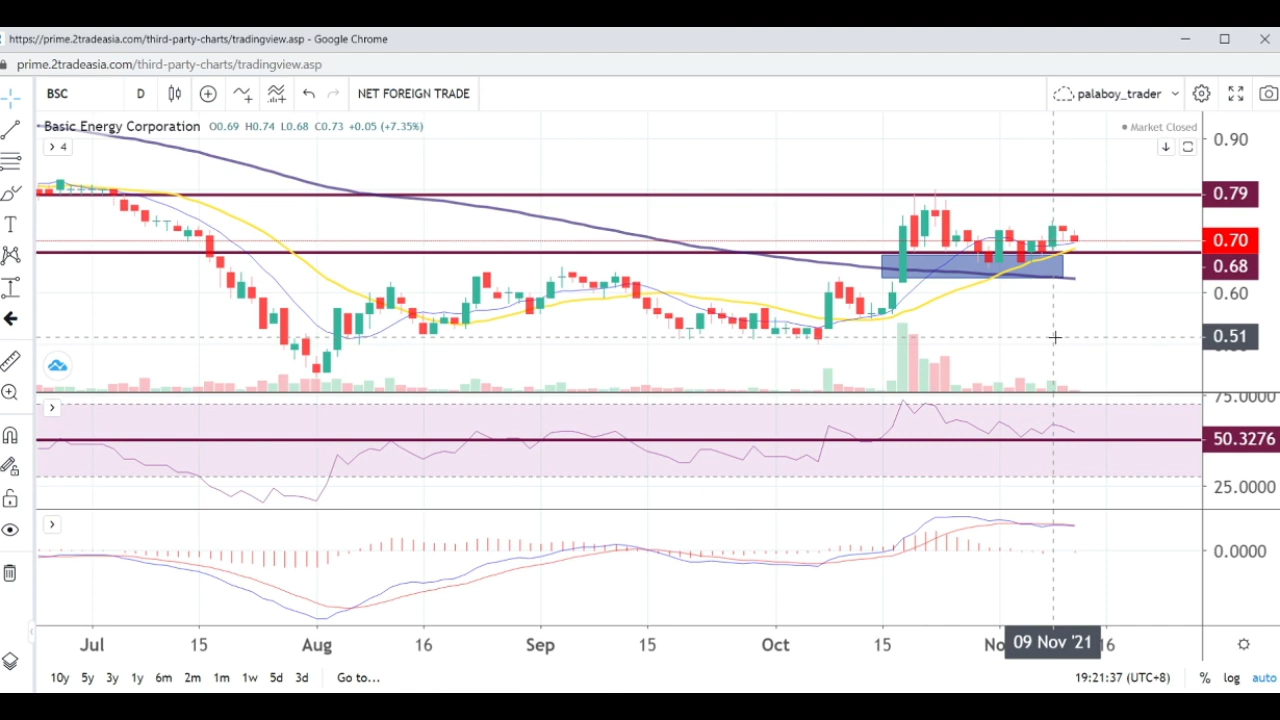 https://prime.2tradeasia.com/third-party-charts/tradingview.asp - Google Chrome
prime.2tradeasia.com/third-party-charts/tradingview.asp
BSC D NET FOREIGN TRADE palaboy_trader
Basic Energy Corporation O0.69 H0.74 L0.68 C0.73 +0.05 (+7.35%)
Market Closed
4
0.90
0.79
0.70
0.68
0.60
0.51
75.0000
50.3276
25.0000
0.0000
Jul 15 Aug 16 Sep 15 Oct 15 No 09 Nov '21 16
10y 5y 3y 1y 6m 2m 1m 1w 5d 3d Go to... 19:21:37 (UTC+8) % log auto